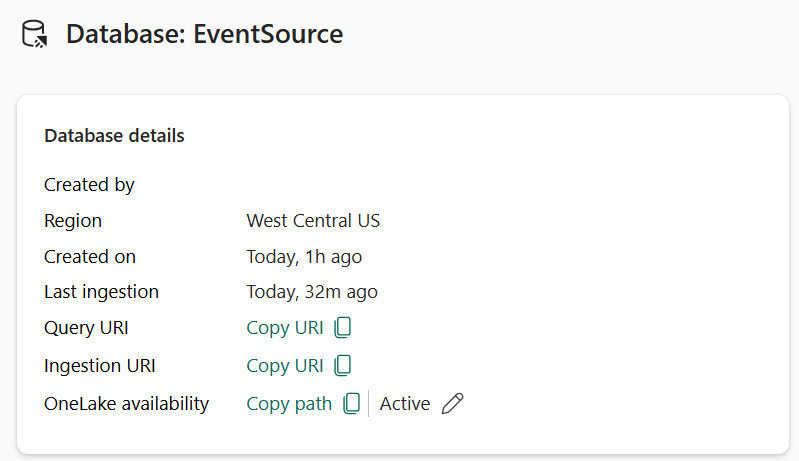 Database: EventSource
Database details
Created by
Region West Central US
Created on Today, 1h ago
Last ingestion Today, 32m ago
Query URI Copy URI
Ingestion URI Copy URI
OneLake availability Copy path Active